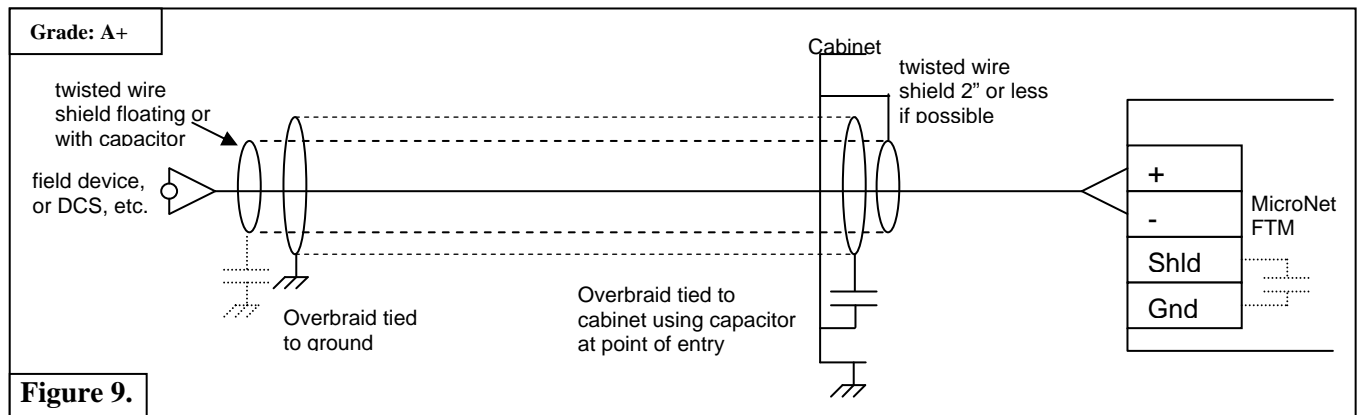 Grade: A+
twisted wire
shield floating or
with capacitor
field device,
or DCS, etc.
Overbraid tied
to ground
Overbraid tied to
cabinet using capacitor
at point of entry
Cabinet
twisted wire
shield 2" or less
if possible
+
-
Shld
Gnd
MicroNet
FTM
Figure 9.